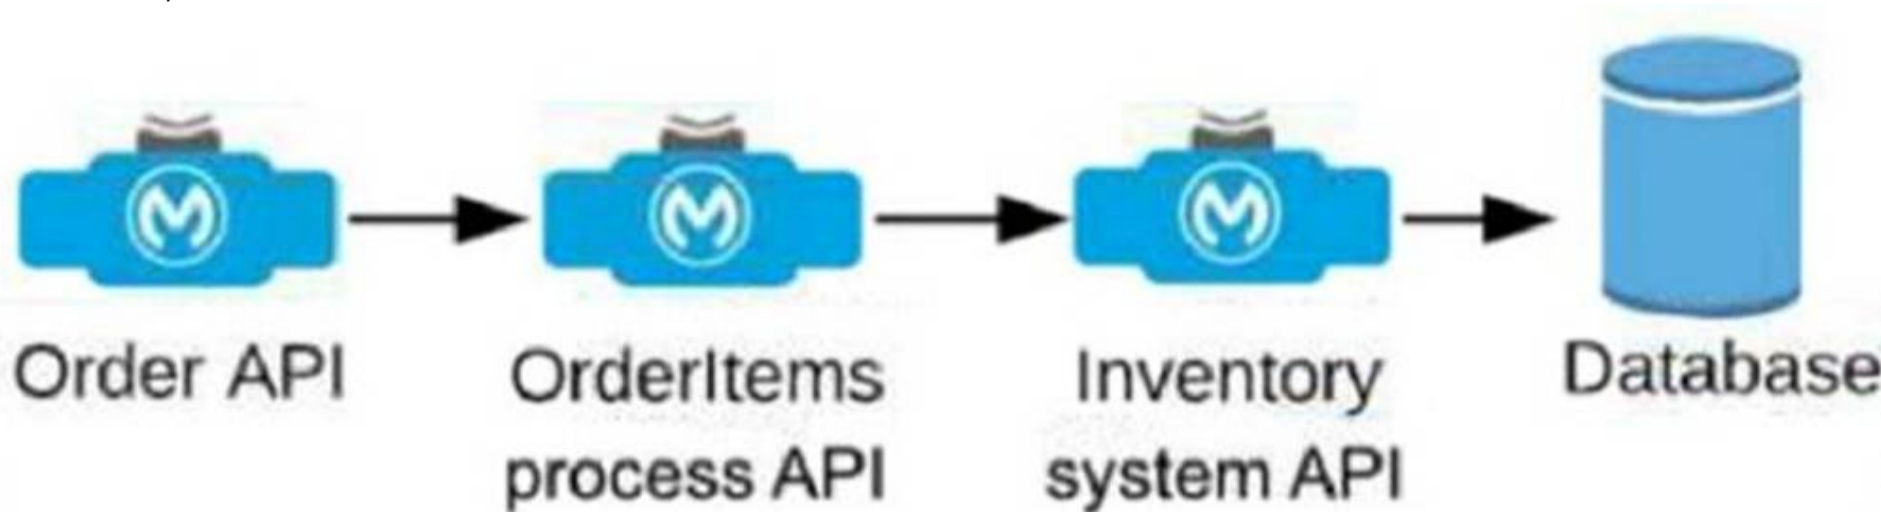 Order API
OrderItems
process API
Inventory
system API
Database